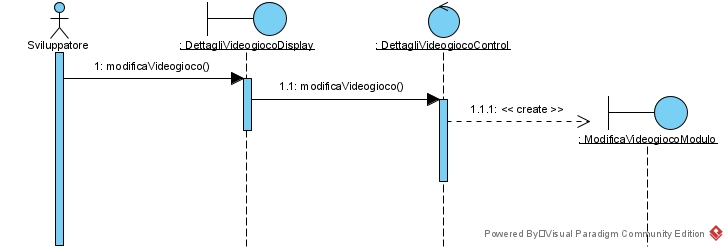 Sviluppatore
: DettagliVideogiocoDisplay
: DettagliVideogiocoControl
1: modificaVideogioco()
1.1: modificaVideogioco()
1.1.1: << create >>
: ModificaVideogiocoModulo
Powered By Visual Paradigm Community Edition